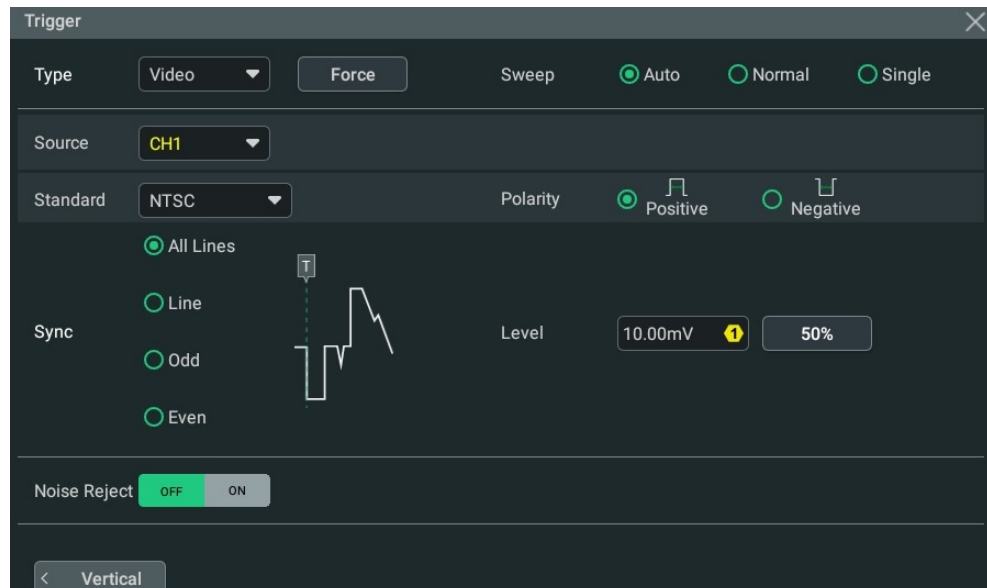 Trigger
Type Video Force Sweep Auto Normal Single
Source CH1
Standard NTSC Polarity Positive Negative
All Lines
T
Line
Sync Level 10.00mV 1 50%
Odd
Even
Noise Reject OFF ON
< Vertical